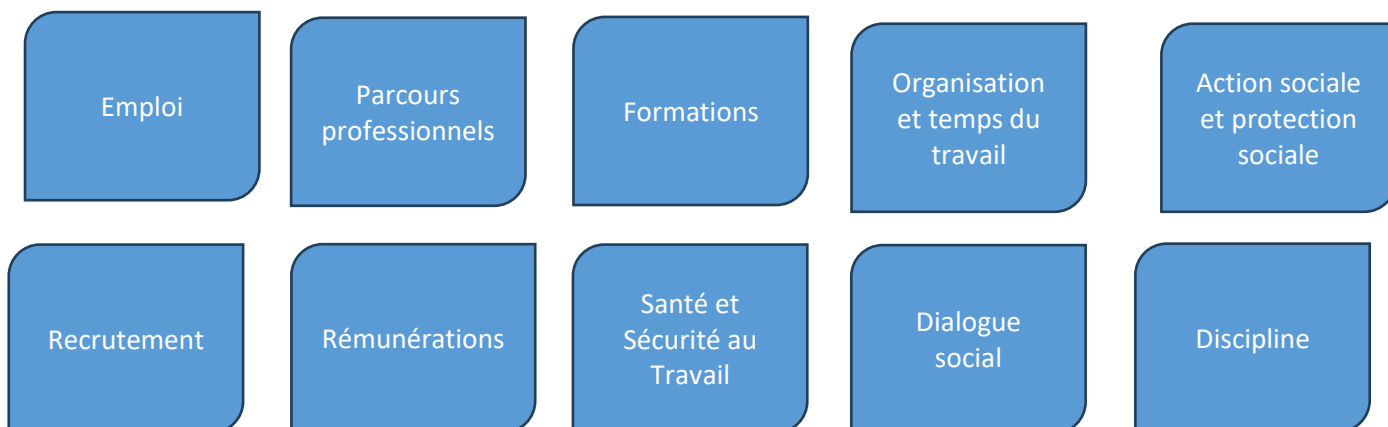 Emploi
Parcours
professionnels
Formations
Organisation
et temps du
travail
Action sociale
et protection
sociale
Recrutement
Rémunérations
Santé et
Sécurité au
Travail
Dialogue
social
Discipline